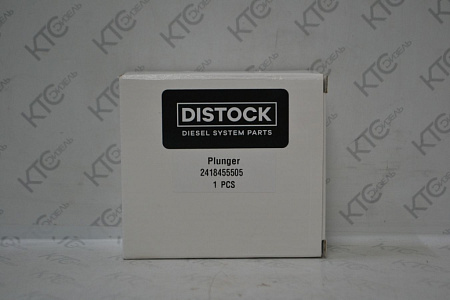 DISTOCK
DIESEL SYSTEM PARTS
Plunger
2418455505
1 PCS